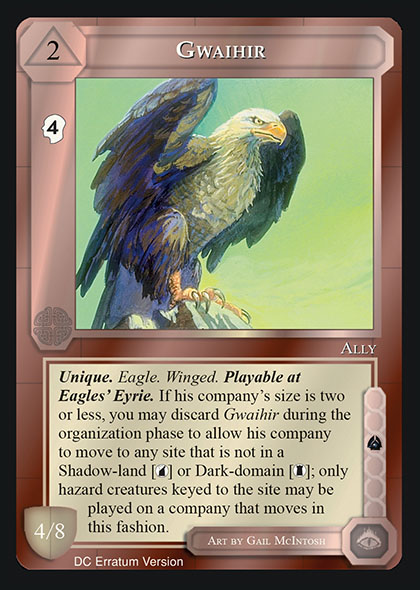 2
Gwaihir
4
Ally
Unique. Eagle. Winged. Playable at
Eagles' Eyrie. If his company's size is two
or less, you may discard Gwaihir during the
organization phase to allow his company
to move to any site that is not in a
Shadow-land [] or Dark-domain []; only
hazard creatures keyed to the site may be
played on a company that moves in
this fashion.
4/8
Art by Gail McIntosh
DC Erratum Version